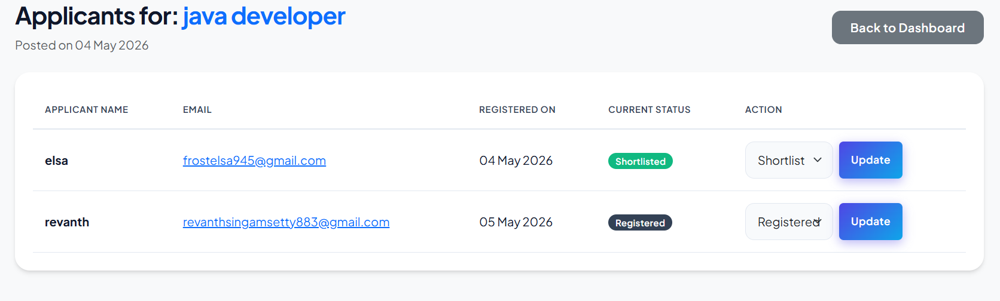 Applicants for: java developer
Back to Dashboard
Posted on 04 May 2026
APPLICANT NAME EMAIL REGISTERED ON CURRENT STATUS ACTION
elsa frostelsa945@gmail.com 04 May 2026 Shortlisted Shortlist Update
revanth revanthsingamsetty883@gmail.com 05 May 2026 Registered Registered Update